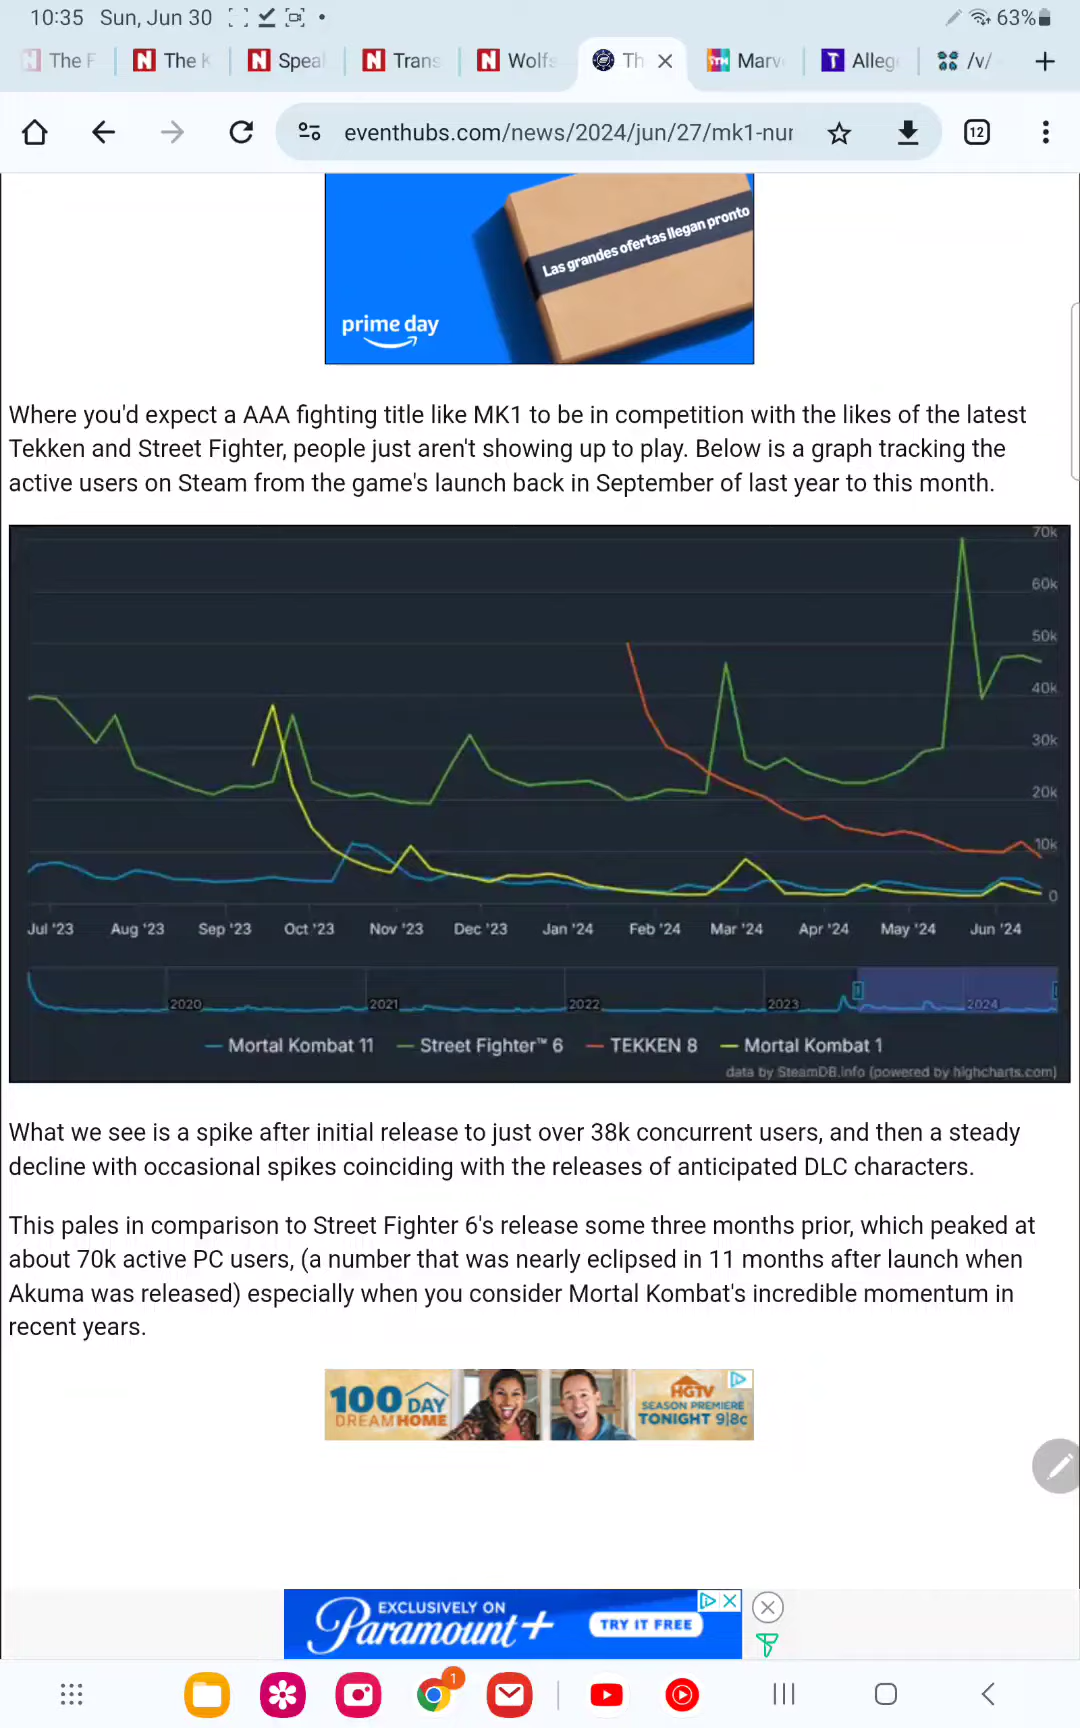 10:35 Sun, Jun 30
63%
The F
The K
Speal
Trans
Wolfs
Th
Marv
Alleg
/v/
eventhubs.com/news/2024/jun/27/mk1-nur
12
Las grandes ofertas llegan pronto
prime day
Where you'd expect a AAA fighting title like MK1 to be in competition with the likes of the latest
Tekken and Street Fighter, people just aren't showing up to play. Below is a graph tracking the
active users on Steam from the game's launch back in September of last year to this month.
70k
60k
50k
40k
30k
20k
10k
0
Jul '23 Aug '23 Sep '23 Oct '23 Nov '23 Dec '23 Jan '24 Feb '24 Mar '24 Apr '24 May '24 Jun '24
2020 2021 2022 2023 2024
Mortal Kombat 11 Street Fighter™ 6 TEKKEN 8 Mortal Kombat 1
data by SteamDB.info (powered by highcharts.com)
What we see is a spike after initial release to just over 38k concurrent users, and then a steady
decline with occasional spikes coinciding with the releases of anticipated DLC characters.
This pales in comparison to Street Fighter 6's release some three months prior, which peaked at
about 70k active PC users, (a number that was nearly eclipsed in 11 months after launch when
Akuma was released) especially when you consider Mortal Kombat's incredible momentum in
recent years.
100 DAY
DREAM HOME
HGTV
SEASON PREMIERE
TONIGHT 9|8c
EXCLUSIVELY ON
Paramount+
TRY IT FREE
1